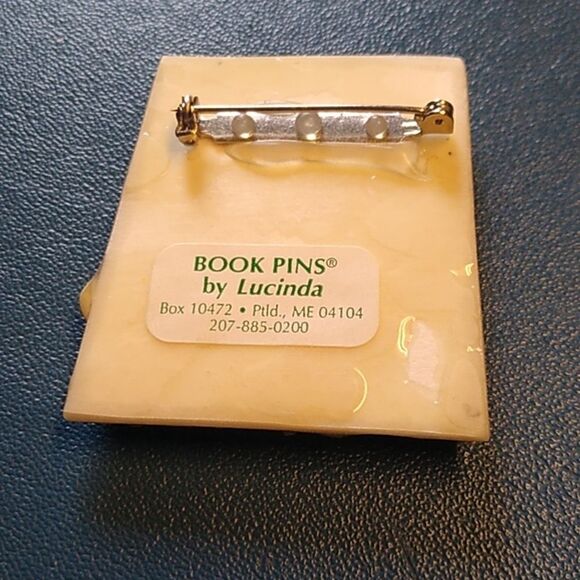 BOOK PINS®
by Lucinda
Box 10472 • Ptld., ME 04104
207-885-0200